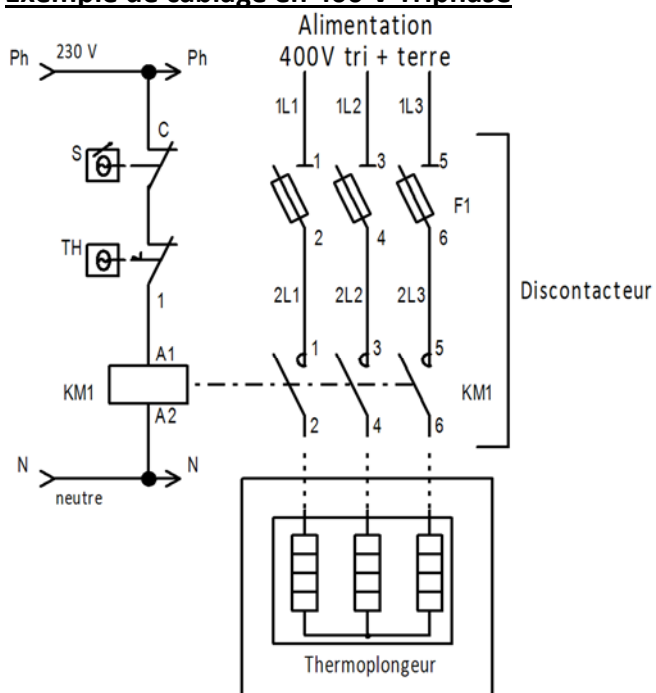 Exemple de câblage en 400 V Triphasé
Alimentation
400V tri + terre
Ph
230 V
Ph
1L1
1L2
1L3
C
S
1
3
5
F1
2
4
6
TH
1
2L1
2L2
2L3
Discontacteur
A1
KM1
A2
1
3
5
KM1
2
4
6
N
N
neutre
Thermoplongeur